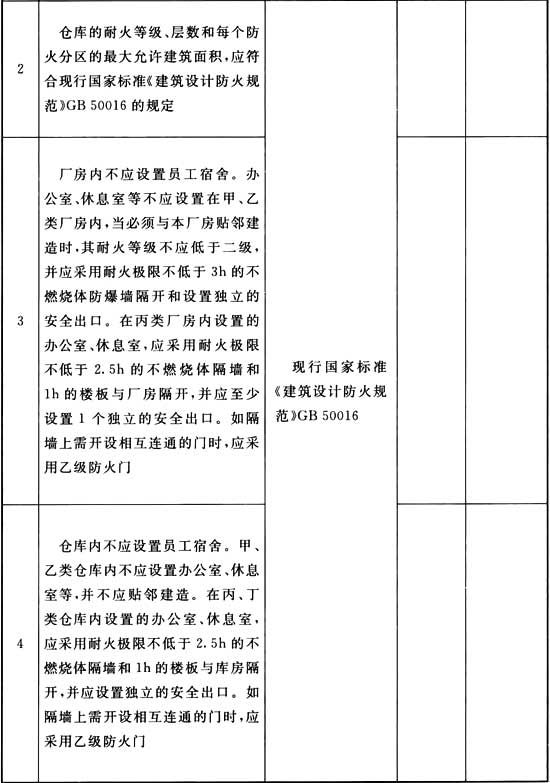 2
仓库的耐火等级、层数和每个防
火分区的最大允许建筑面积,应符
合现行国家标准《建筑设计防火规
范》GB 50016 的规定
3
厂房内不应设置员工宿舍。办
公室、休息室等不应设置在甲、乙
类厂房内,当必须与本厂房贴邻建
造时,其耐火等级不应低于二级,
并应采用耐火极限不低于 3h 的不
燃烧体防爆墙隔开和设置独立的
安全出口。在丙类厂房内设置的
办公室、休息室,应采用耐火极限
不低于 2.5h 的不燃烧体隔墙和
1h 的楼板与厂房隔开,并应至少
设置 1 个独立的安全出口。如隔
墙上需开设相互连通的门时,应采
用乙级防火门
现行国家标准
《建筑设计防火规
范》GB 50016
4
仓库内不应设置员工宿舍。甲、
乙类仓库内不应设置办公室、休息
室等,并不应贴邻建造。在丙、丁
类仓库内设置的办公室、休息室,
应采用耐火极限不低于 2.5h 的不
燃烧体隔墙和 1h 的楼板与库房隔
开,并应设置独立的安全出口。如
隔墙上需开设相互连通的门时,应
采用乙级防火门